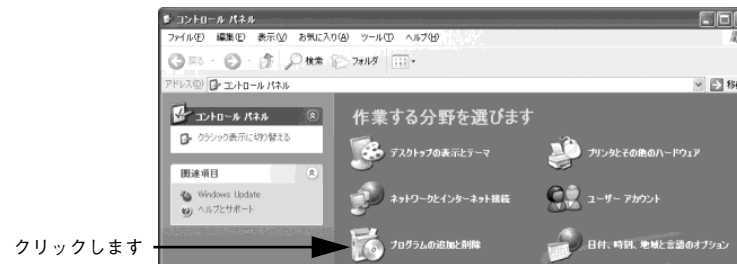 コントロール パネル
ファイル(F) 編集(E) 表示(V) お気に入り(A) ツール(T) ヘルプ(H)
戻る 検索 フォルダ
アドレス(D) コントロール パネル 移
コントロール パネル
クラシック表示に切り替える
関連項目
Windows Update
ヘルプとサポート
作業する分野を選びます
デスクトップの表示とテーマ プリンタとその他のハードウェア
ネットワークとインターネット接続 ユーザー アカウント
クリックします プログラムの追加と削除 日付、時刻、地域と言語のオプション